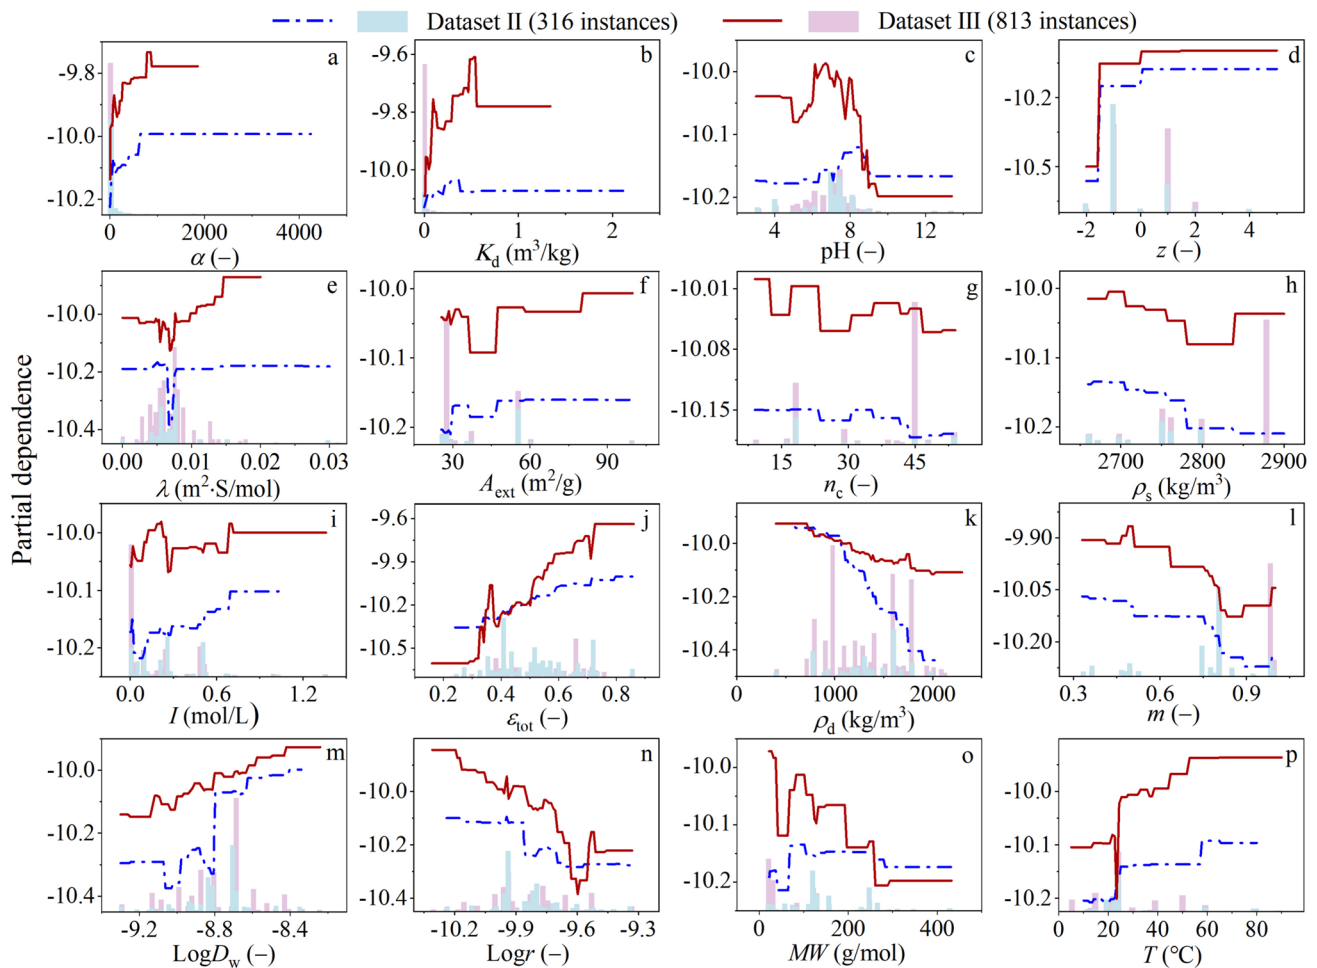 Dataset II (316 instances) Dataset III (813 instances)
Partial dependence
a
-9.8
-10.0
-10.2
0 2000 4000
α (–)
b
-9.6
-9.8
-10.0
0 1 2
Kd (m³/kg)
c
-10.0
-10.1
-10.2
4 8 12
pH (–)
d
-10.2
-10.5
-2 0 2 4
z (–)
e
-10.0
-10.2
-10.4
0.00 0.01 0.02 0.03
λ (m²·S/mol)
f
-10.0
-10.1
-10.2
30 60 90
Aext (m²/g)
g
-10.01
-10.08
-10.15
15 30 45
nc (–)
h
-10.0
-10.1
-10.2
2700 2800 2900
ρs (kg/m³)
i
-10.0
-10.1
-10.2
0.0 0.6 1.2
I (mol/L)
j
-9.6
-9.9
-10.2
-10.5
0.2 0.4 0.6 0.8
εtot (–)
k
-10.0
-10.2
-10.4
0 1000 2000
ρd (kg/m³)
l
-9.90
-10.05
-10.20
0.3 0.6 0.9
m (–)
m
-10.0
-10.2
-10.4
-9.2 -8.8 -8.4
LogDw (–)
n
-10.0
-10.2
-10.4
-10.2 -9.9 -9.6 -9.3
Logr (–)
o
-10.0
-10.1
-10.2
0 200 400
MW (g/mol)
p
-10.0
-10.1
-10.2
0 20 40 60 80
T (°C)